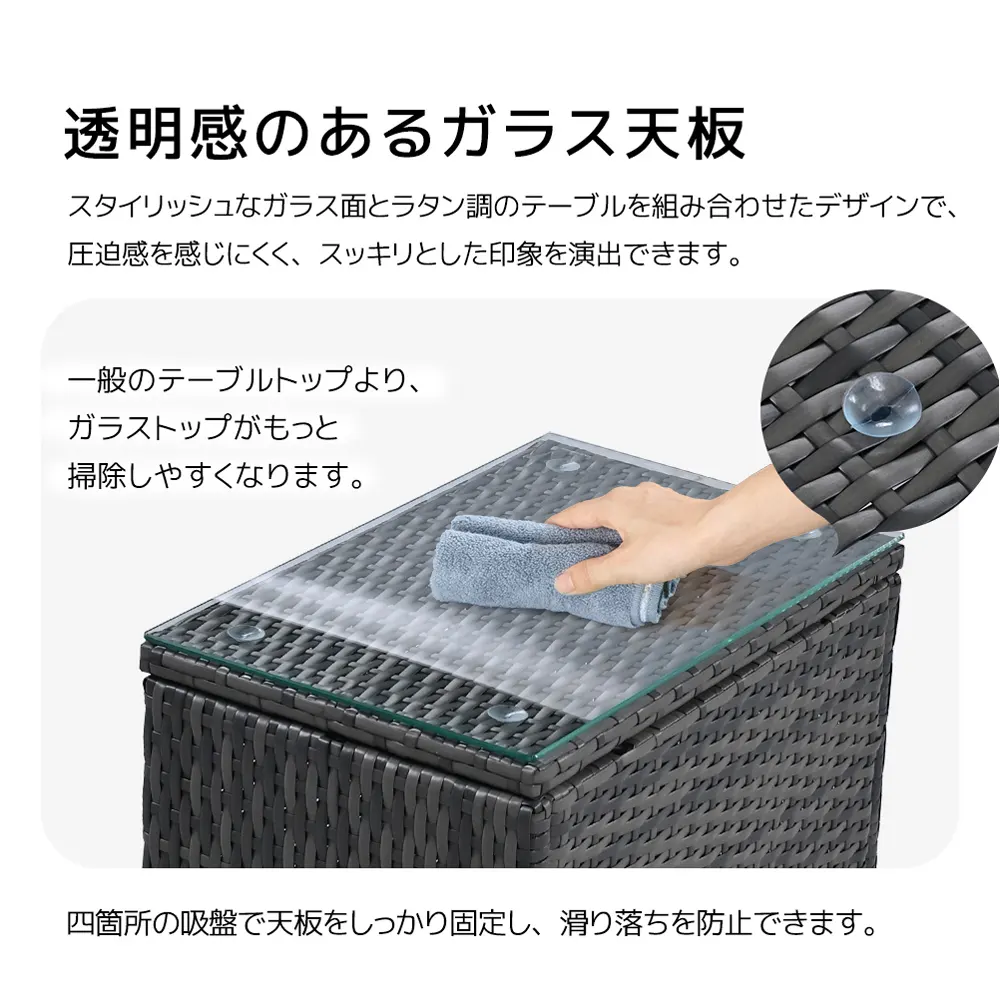 透明感のあるガラス天板
スタイリッシュなガラス面とラタン調のテーブルを組み合わせたデザインで、
圧迫感を感じにくく、スッキリとした印象を演出できます。
一般のテーブルトップより、
ガラストップがもっと
掃除しやすくなります。
四箇所の吸盤で天板をしっかり固定し、滑り落ちを防止できます。